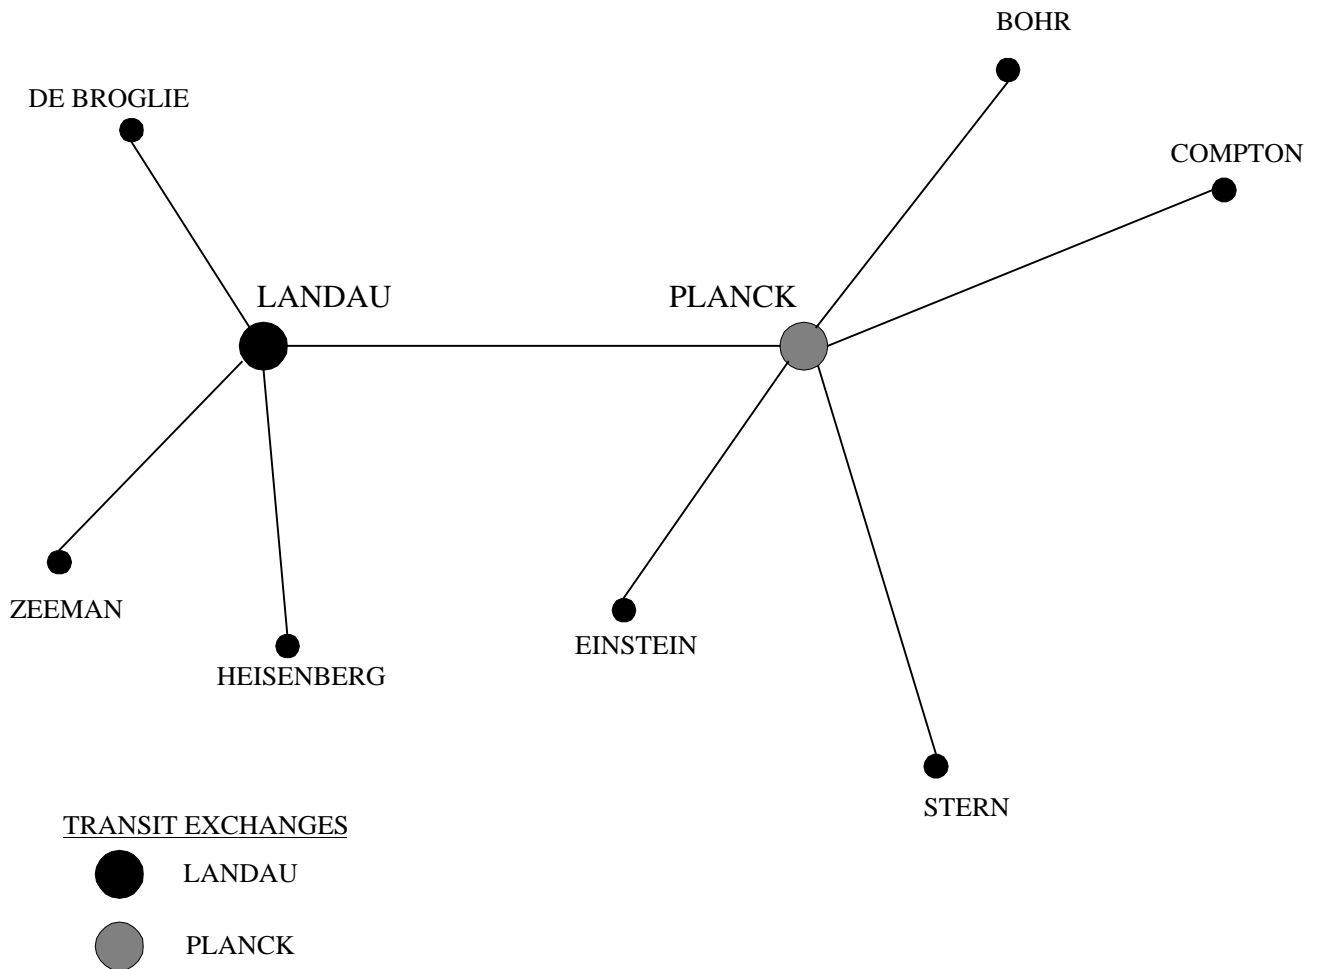 BOHR
DE BROGLIE
COMPTON
LANDAU
PLANCK
ZEEMAN
EINSTEIN
HEISENBERG
STERN
TRANSIT EXCHANGES
LANDAU
PLANCK